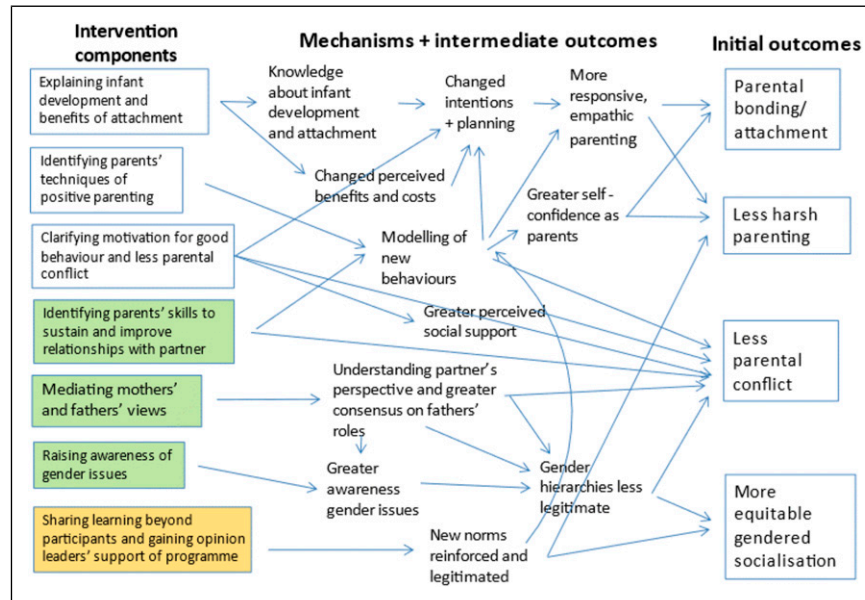 Intervention
components
Mechanisms + intermediate outcomes
Initial outcomes
Explaining infant
development and
benefits of attachment
Identifying parents'
techniques of
positive parenting
Clarifying motivation for good
behaviour and less parental
conflict
Identifying parents' skills to
sustain and improve
relationships with partner
Mediating mothers'
and fathers' views
Raising awareness of
gender issues
Sharing learning beyond
participants and gaining opinion
leaders' support of programme
Knowledge
about infant
development
and attachment
Changed
intentions
+ planning
More
responsive,
empathic
parenting
Changed perceived
benefits and costs
Greater self-
confidence as
parents
Modelling of
new
behaviours
Greater perceived
social support
Understanding partner's
perspective and greater
consensus on fathers'
roles
Greater
awareness
gender issues
Gender
hierarchies less
legitimate
New norms
reinforced and
legitimated
Parental
bonding/
attachment
Less harsh
parenting
Less
parental
conflict
More
equitable
gendered
socialisation